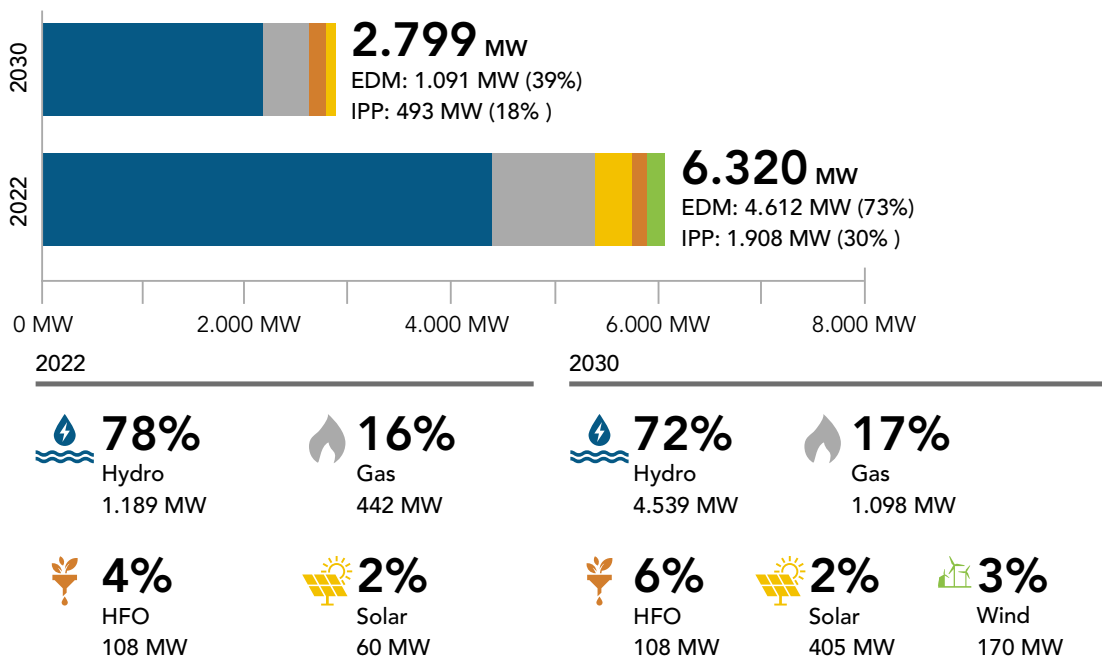 2030
2.799 MW
EDM: 1.091 MW (39%)
IPP: 493 MW (18% )
2022
6.320 MW
EDM: 4.612 MW (73%)
IPP: 1.908 MW (30% )
0 MW 2.000 MW 4.000 MW 6.000 MW 8.000 MW
2022
78%
Hydro
1.189 MW
16%
Gas
442 MW
4%
HFO
108 MW
2%
Solar
60 MW
2030
72%
Hydro
4.539 MW
17%
Gas
1.098 MW
6%
HFO
108 MW
2%
Solar
405 MW
3%
Wind
170 MW